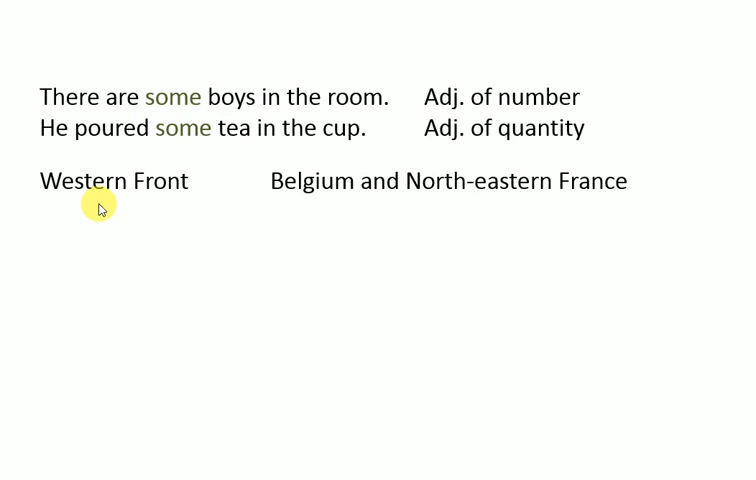 There are some boys in the room. Adj. of number
He poured some tea in the cup. Adj. of quantity
Western Front Belgium and North-eastern France